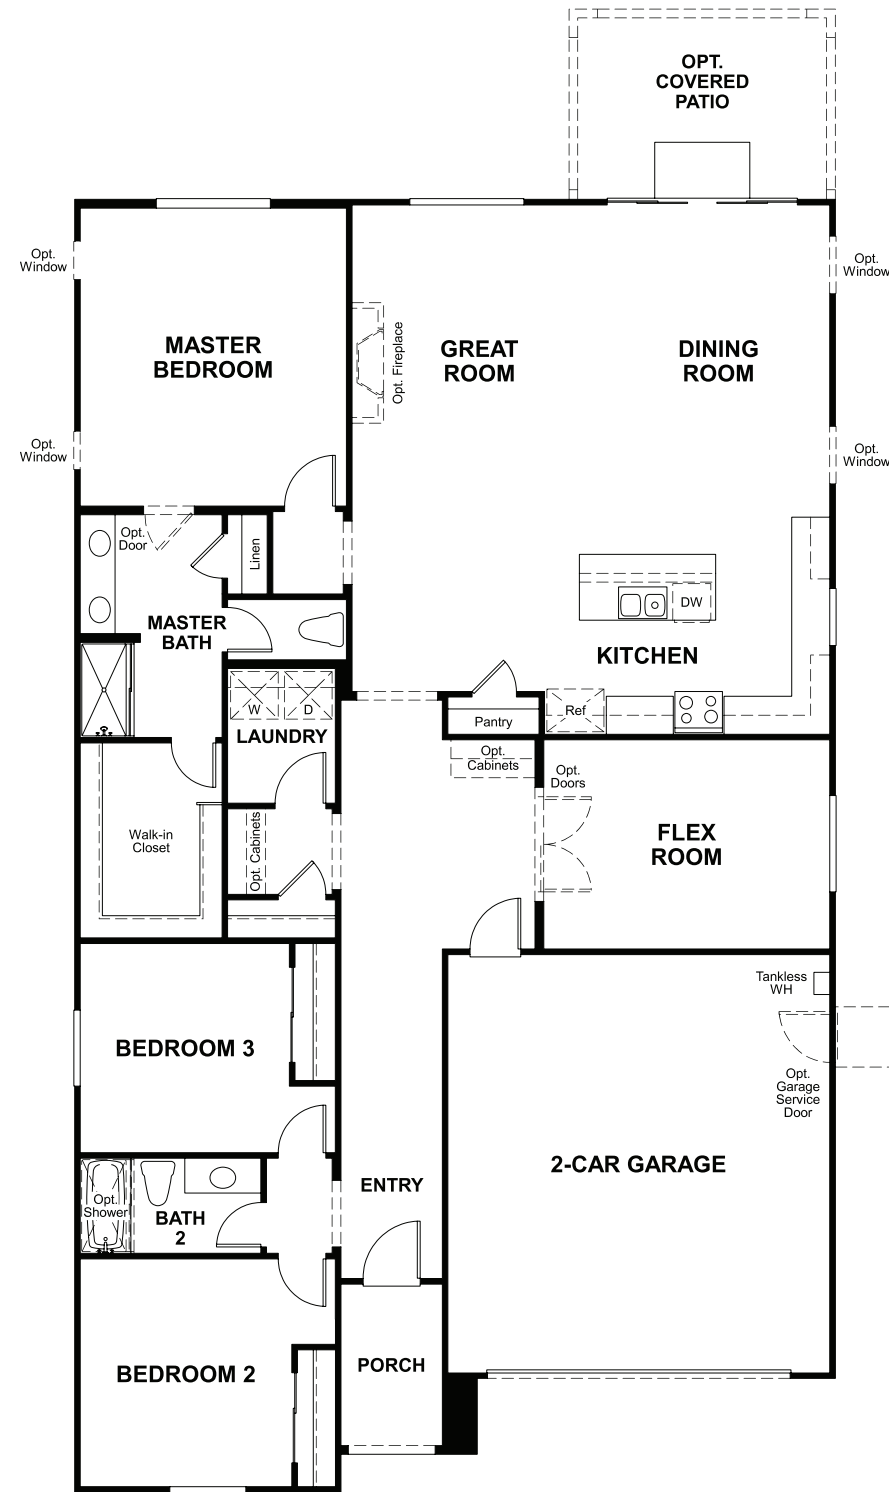 OPT.
COVERED
PATIO
Opt.
Window
Opt.
Window
MASTER
BEDROOM
Opt. Fireplace
GREAT
ROOM
DINING
ROOM
Opt.
Window
Opt.
Window
Opt.
Door
Linen
MASTER
BATH
DW
KITCHEN
W
D
LAUNDRY
Pantry
Ref
Opt.
Cabinets
Opt.
Doors
Walk-in
Closet
Opt. Cabinets
FLEX
ROOM
Tankless
WH
BEDROOM 3
Opt.
Garage
Service
Door
2-CAR GARAGE
ENTRY
Opt.
Shower
BATH
2
BEDROOM 2
PORCH